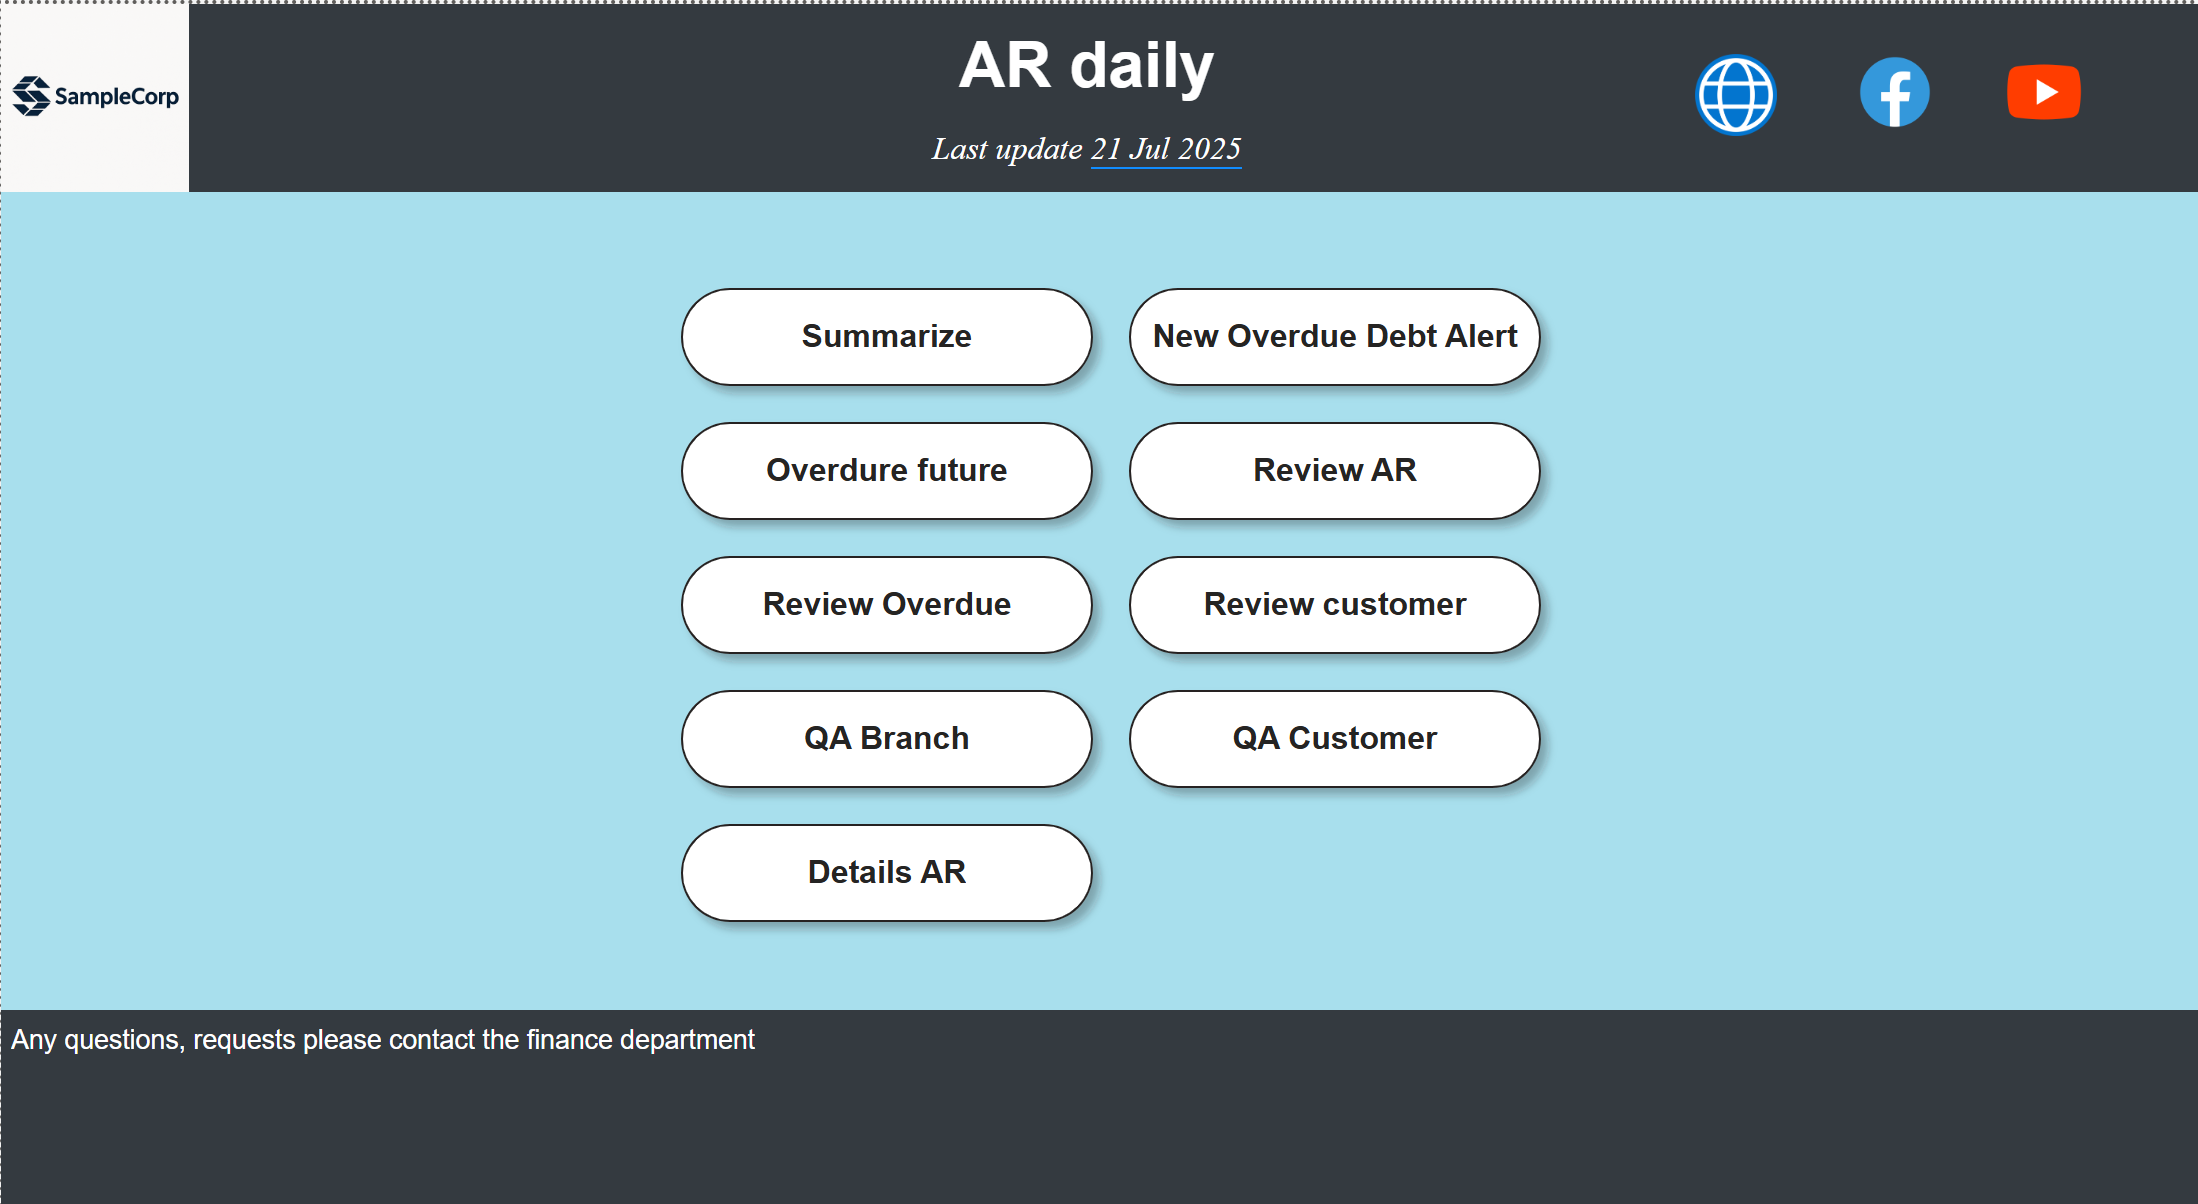 SampleCorp
AR daily
Last update 21 Jul 2025
Summarize
New Overdue Debt Alert
Overdure future
Review AR
Review Overdue
Review customer
QA Branch
QA Customer
Details AR
Any questions, requests please contact the finance department